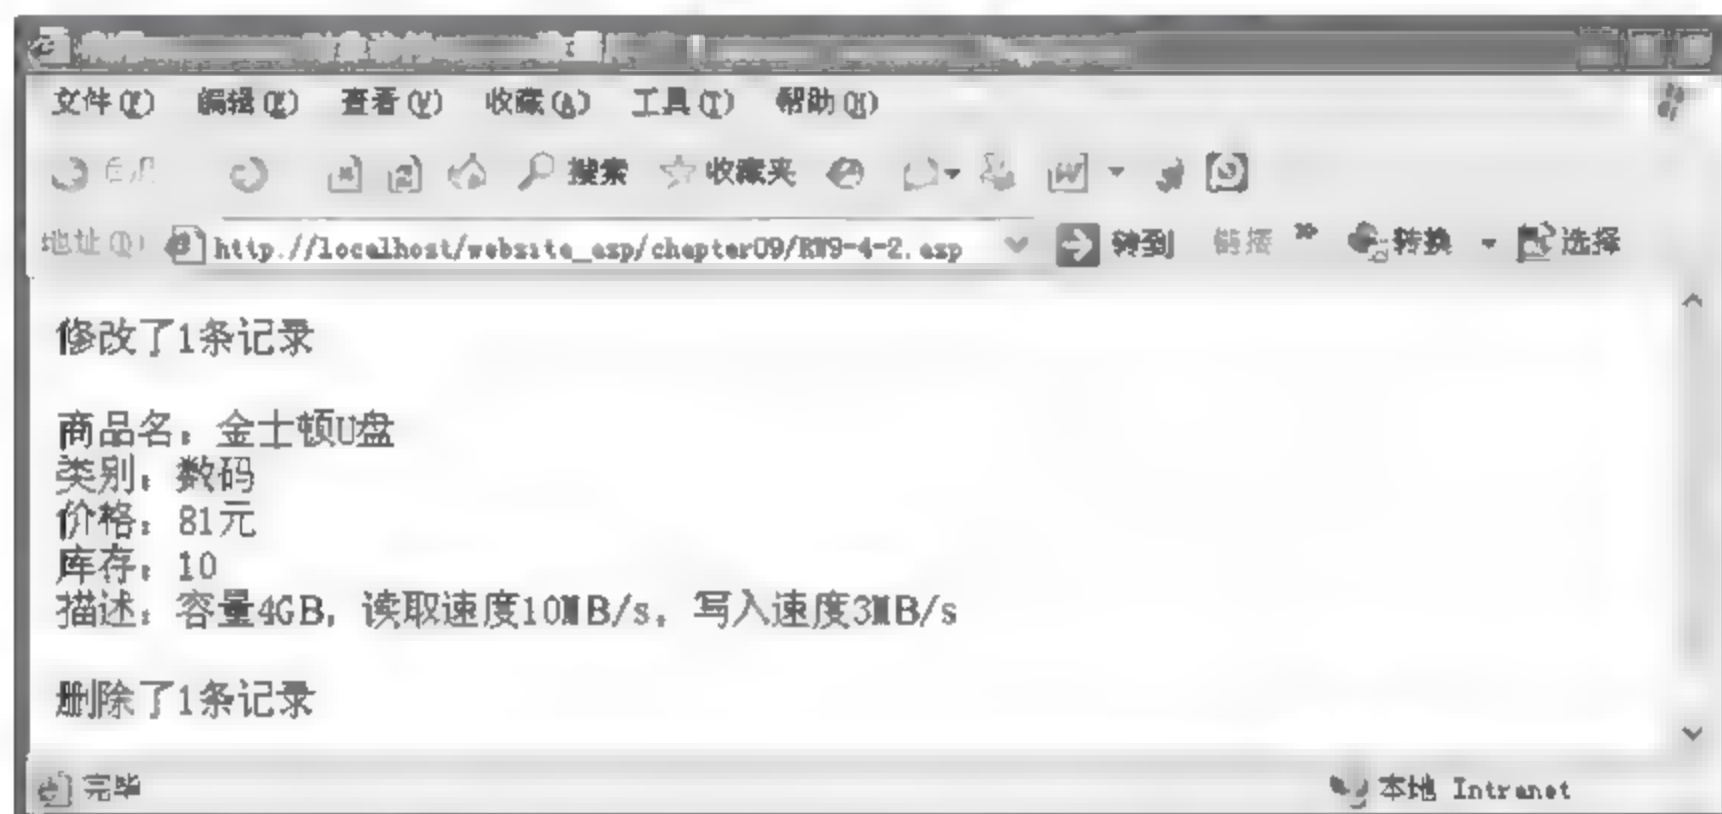 文件(F) 编辑(E) 查看(V) 收藏(A) 工具(T) 帮助(H)
搜索 收藏夹
地址(D) http://localhost/website_asp/chapter09/RW9-4-2.asp 转到 链接 » 转换 选择
修改了1条记录
商品名：金士顿U盘
类别：数码
价格：81元
库存：10
描述：容量4GB，读取速度10MB/s，写入速度3MB/s
删除了1条记录
完毕 本地 Intranet